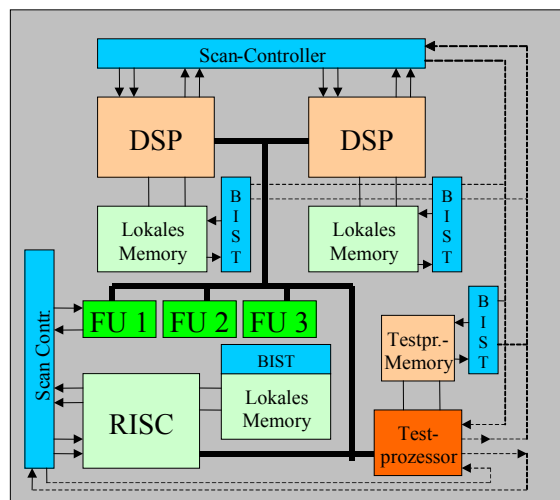 Scan-Controller
DSP
DSP
B
I
S
T
B
I
S
T
Lokales
Memory
Lokales
Memory
Scan Contr.
FU 1
FU 2
FU 3
B
I
S
T
Testpr.-
Memory
BIST
Lokales
Memory
RISC
Test-
prozessor